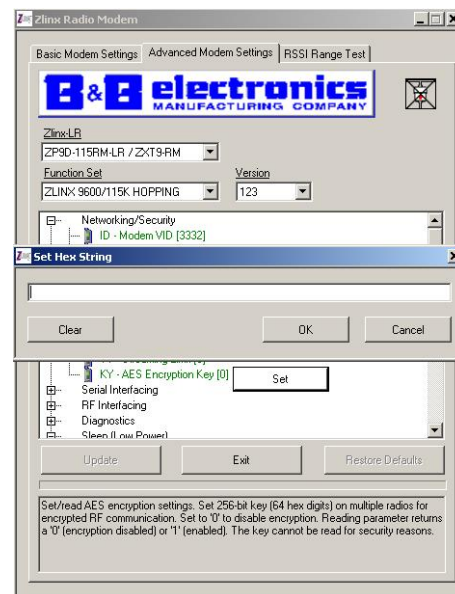 Zlinx Radio Modem
Basic Modem Settings Advanced Modem Settings RSSI Range Test
B&B electronics
MANUFACTURING COMPANY
Zlinx-LR
ZP9D-115RM-LR / ZXT9-RM
Function Set Version
ZLINX 9600/115K HOPPING 123
Networking/Security
ID - Modem VID [3332]
Set Hex String
Clear OK Cancel
KY - AES Encryption Key [0]
Set
Serial Interfacing
RF Interfacing
Diagnostics
Sleep (Low Power)
Update Exit Restore Defaults
Set/read AES encryption settings. Set 256-bit key (64 hex digits) on multiple radios for
encrypted RF communication. Set to '0' to disable encryption. Reading parameter returns
a '0' (encryption disabled) or '1' (enabled). The key cannot be read for security reasons.